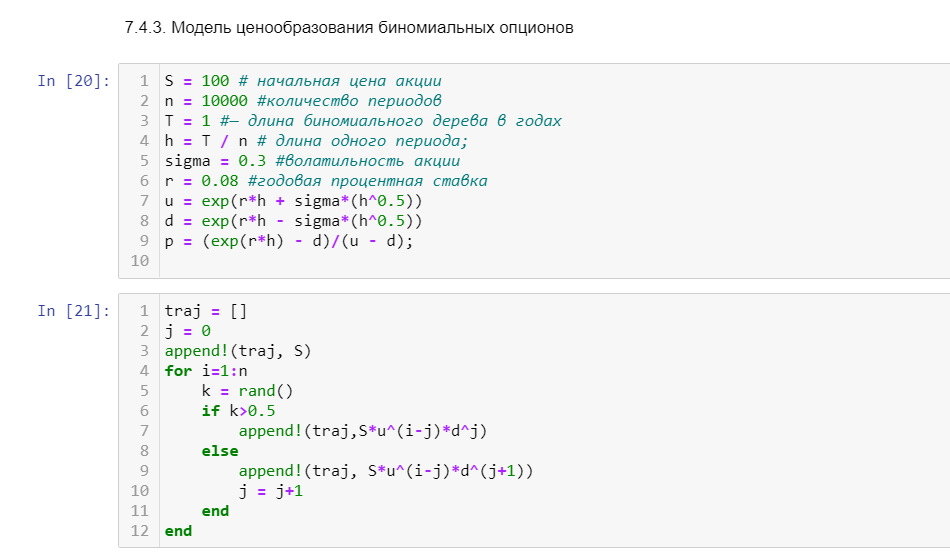 7.4.3. Модель ценообразования биномиальных опционов
In [20]:
1 S = 100 # начальная цена акции
2 n = 10000 #количество периодов
3 T = 1 #– длина биномиального дерева в годах
4 h = T / n # длина одного периода;
5 sigma = 0.3 #волатильность акции
6 r = 0.08 #годовая процентная ставка
7 u = exp(r*h + sigma*(h^0.5))
8 d = exp(r*h - sigma*(h^0.5))
9 p = (exp(r*h) - d)/(u - d);
10
In [21]:
1 traj = []
2 j = 0
3 append!(traj, S)
4 for i=1:n
5     k = rand()
6     if k>0.5
7         append!(traj,S*u^(i-j)*d^j)
8     else
9         append!(traj, S*u^(i-j)*d^(j+1))
10         j = j+1
11     end
12 end